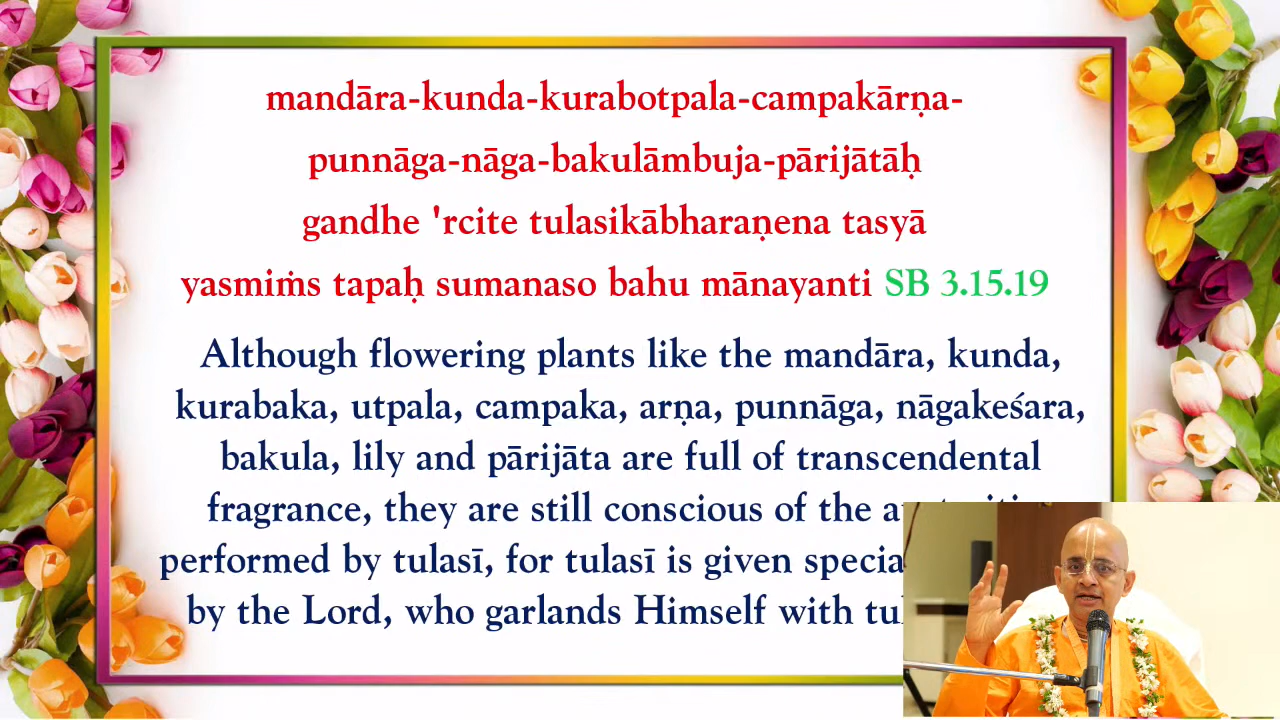 mandāra-kunda-kurabotpala-campakārṇa-
punnāga-nāga-bakulāmbuja-pārijātāḥ
gandhe 'rcite tulasikābharaṇena tasyā
yasmiṁs tapaḥ sumanaso bahu mānayanti SB 3.15.19
Although flowering plants like the mandāra, kunda,
kurabaka, utpala, campaka, arṇa, punnāga, nāgakeśara,
bakula, lily and pārijāta are full of transcendental
fragrance, they are still conscious of the
performed by tulasī, for tulasī is given
by the Lord, who garlands Himself with